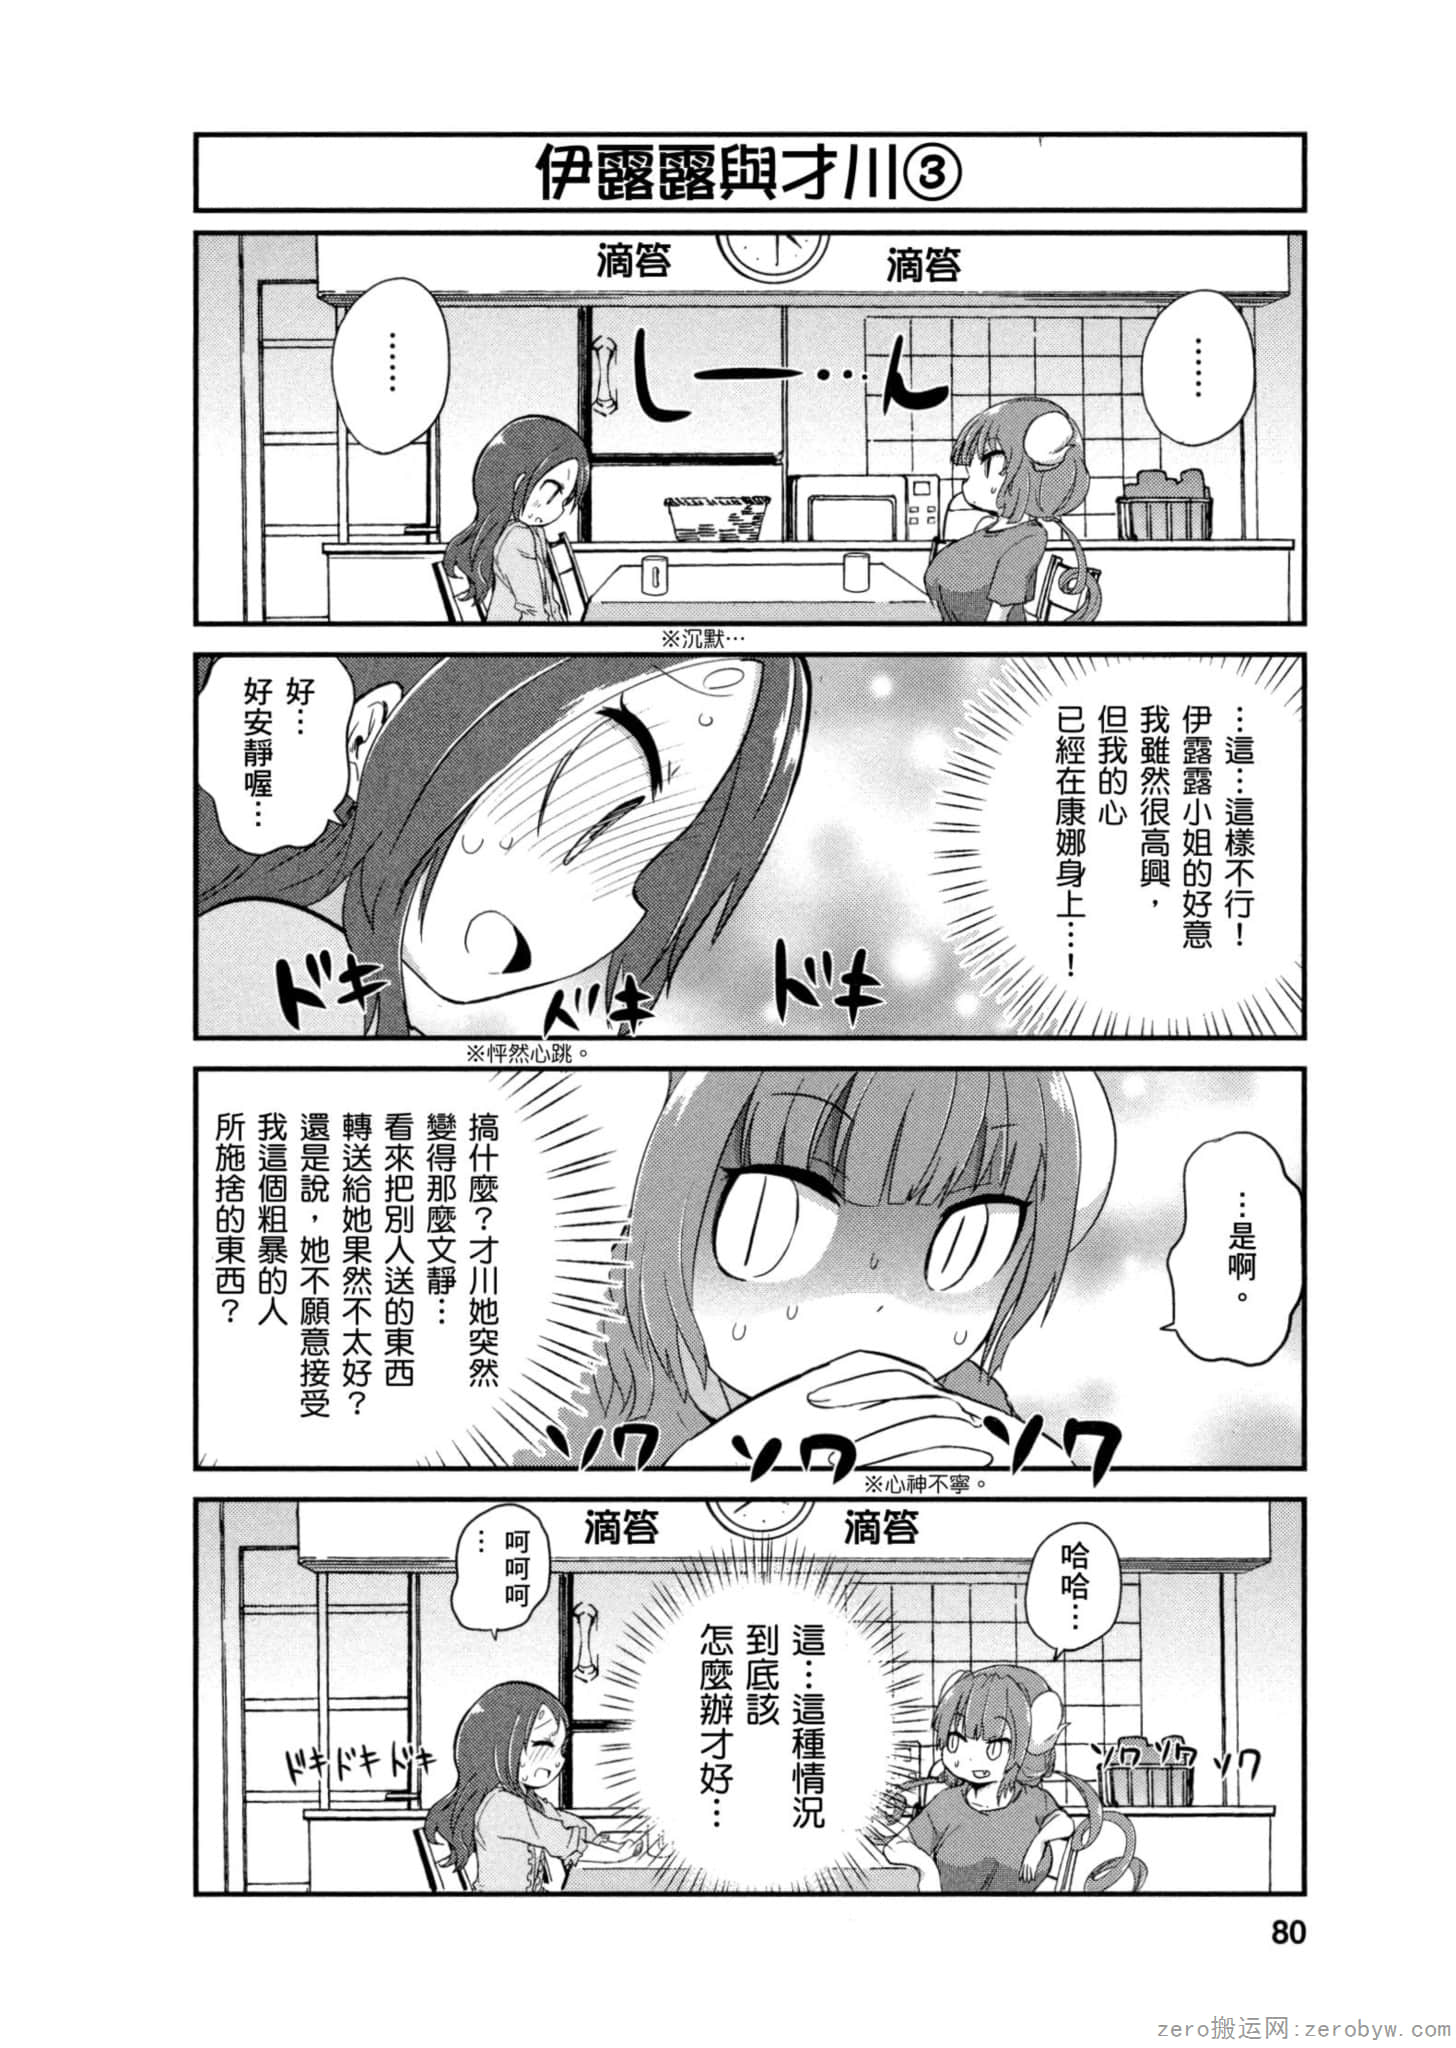 伊露露與才川③
滴答
滴答
……
しー…ん
……
※沉默…
…這…這樣不行！
伊露露小姐的好意
我雖然很高興，
但我的心
已經在康娜身上…！
好…
好安靜喔…
ドキ
ドキ
ドキ
※怦然心跳。
…是啊。
搞什麼？才川她突然
變得那麼文靜…
看來把別人送的東西
轉送給她果然不太好？
還是說，她不願意接受
我這個粗暴的人
所施捨的東西？
ソワ
ソワ
ソワ
※心神不寧。
滴答
滴答
哈
哈…
呵呵呵
…
這…這種情況
到底該
怎麼辦才好…
ドキ
ドキ
ドキ
ソワ
ソワ
ソワ
80
zero搬运网:zerobyw.com